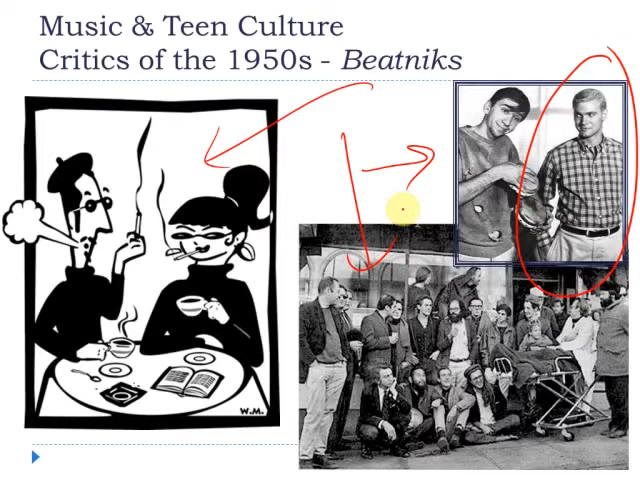 Music & Teen Culture
Critics of the 1950s - Beatniks
W.M.